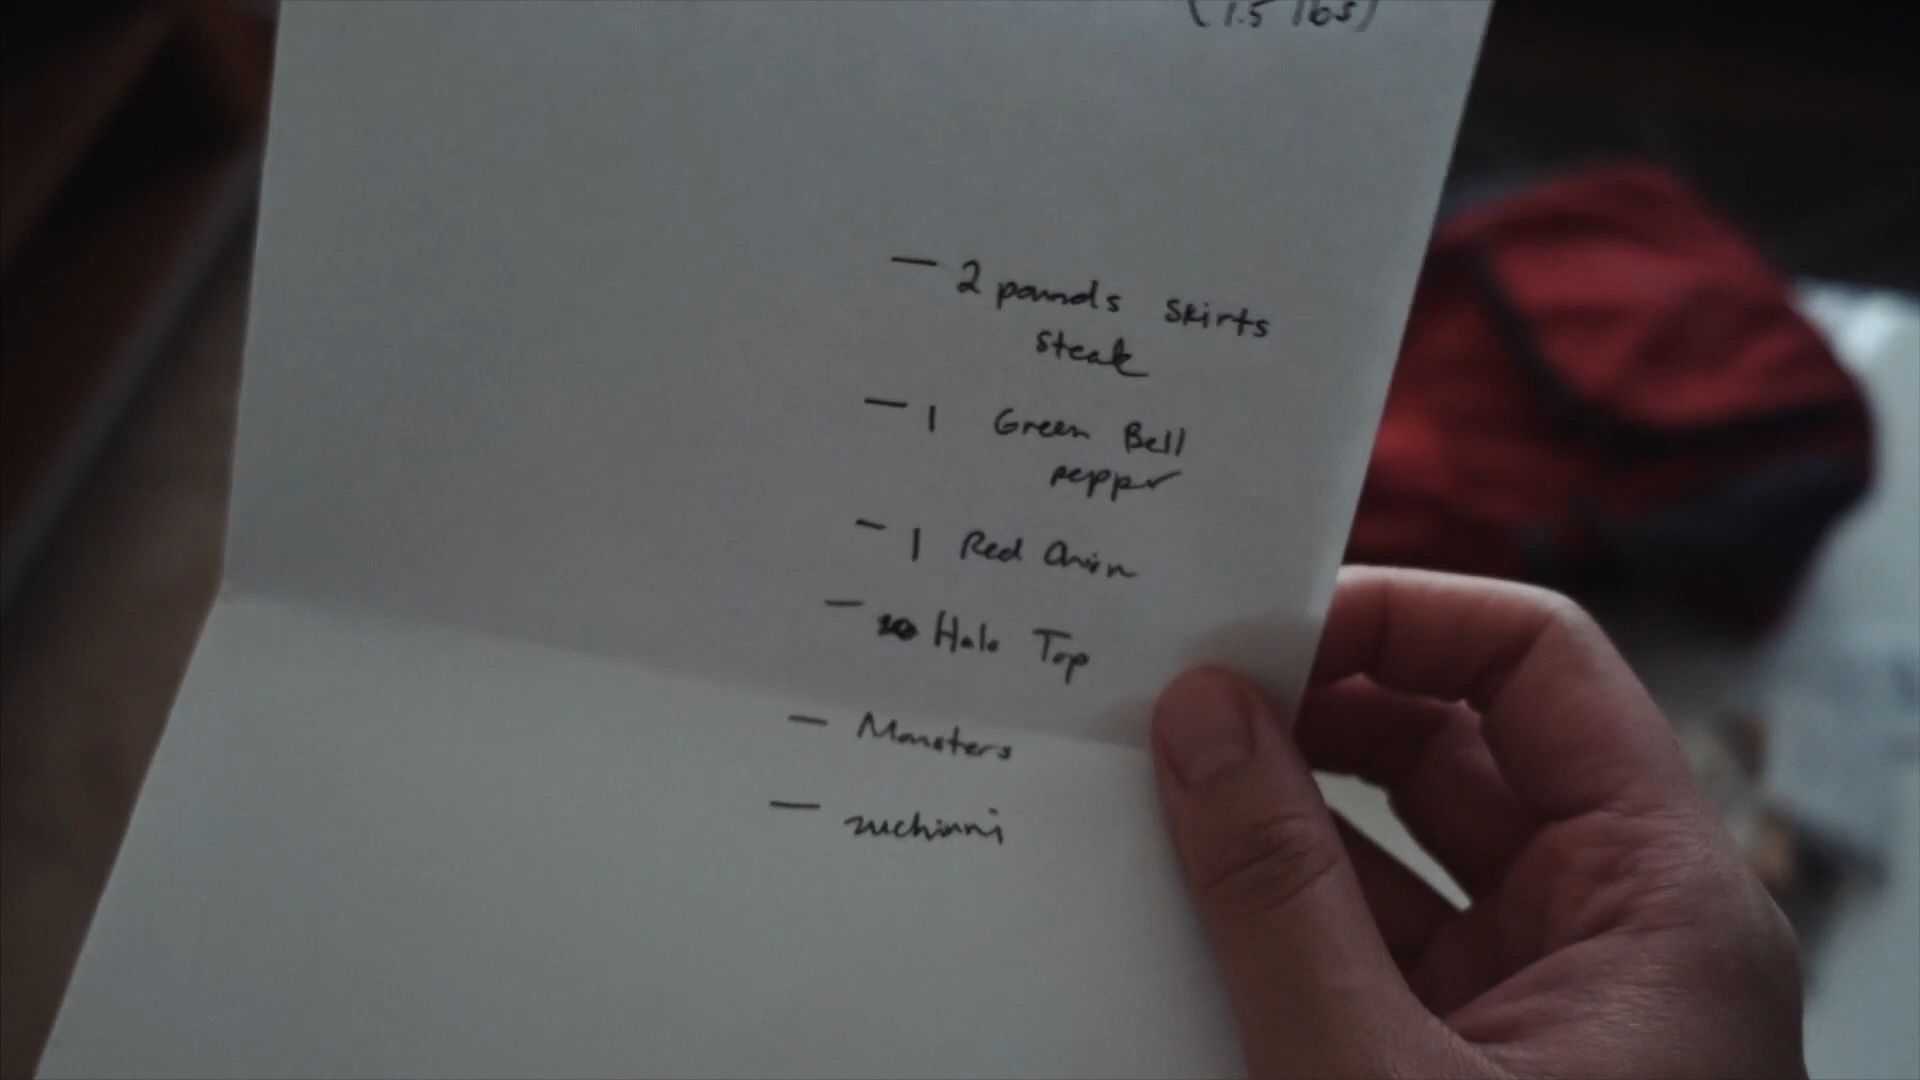 (1.5 lbs)
— 2 pounds skirts
steak
— 1 Green Bell
pepper
— 1 Red Onion
— Halo Top
— Monsters
— zuchinni